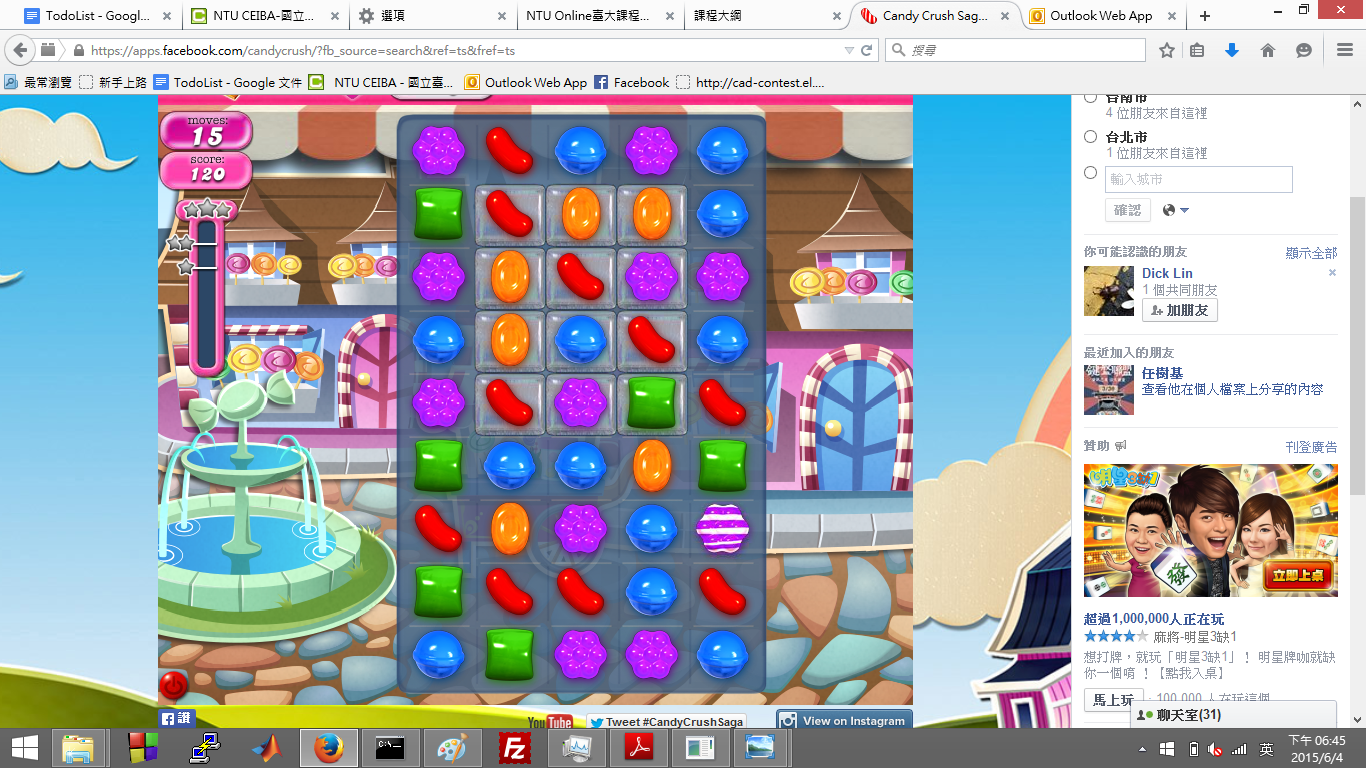 TodoList - Googl...
NTU CEIBA-國立...
選項
NTU Online臺大課程...
課程大綱
Candy Crush Sag...
Outlook Web App
https://apps.facebook.com/candycrush/?fb_source=search&ref=ts&fref=ts
搜尋
最常瀏覽
新手上路
TodoList - Google 文件
NTU CEIBA - 國立臺...
Outlook Web App
Facebook
http://cad-contest.el....
moves:
15
score:
120
台南市
4 位朋友來自這裡
台北市
1 位朋友來自這裡
輸入城市
確認
你可能認識的朋友
顯示全部
Dick Lin
1 個共同朋友
加朋友
最近加入的朋友
任樹基
查看他在個人檔案上分享的內容
贊助
刊登廣告
明星3缺1
發
立即上桌
超過1,000,000人正在玩
麻將-明星3缺1
想打牌，就玩「明星3缺1」！ 明星牌咖就缺
你一個唷 ！【點我入桌】
馬上玩
· 100,000 人在玩這個
聊天室(31)
讚
YouTube
Tweet #CandyCrushSaga
View on Instagram
C:\_
英
下午 06:45
2015/6/4